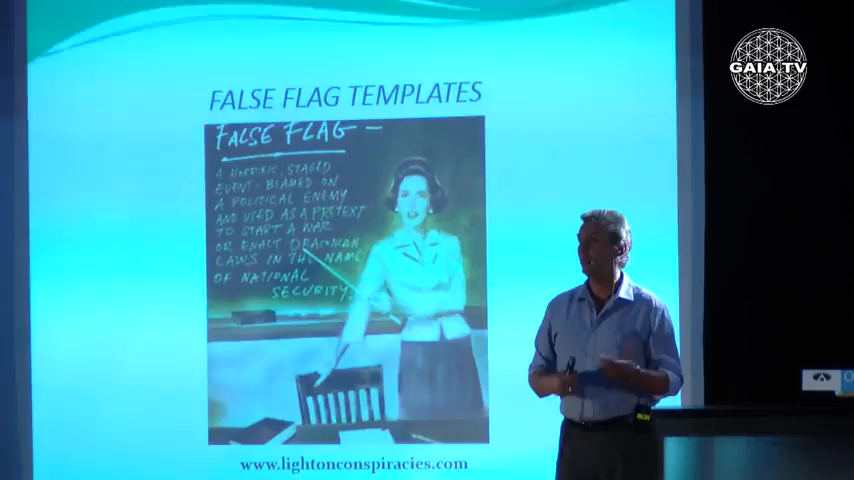 GAIA TV
FALSE FLAG TEMPLATES
FALSE FLAG –
A HORRIFIC, STAGED
EVENT - BLAMED ON
A POLITICAL ENEMY
AND USED AS A PRETEXT
TO START A WAR
OR ENACT DRACONIAN
LAWS IN THE NAME
OF NATIONAL
SECURITY.
www.lightonconspiracies.com